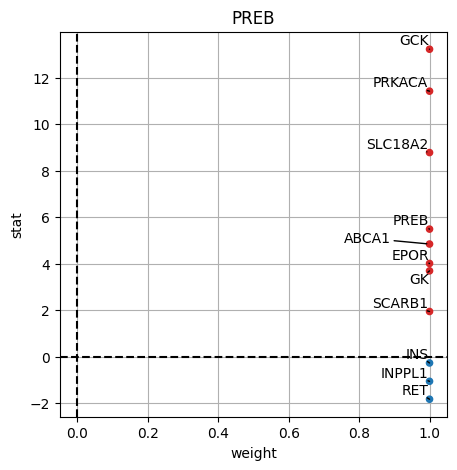 PREB
GCK
PRKACA
SLC18A2
PREB
ABCA1
EPOR
GK
SCARB1
INS
INPPL1
RET
stat
12
10
8
6
4
2
0
−2
0.0 0.2 0.4 0.6 0.8 1.0
weight